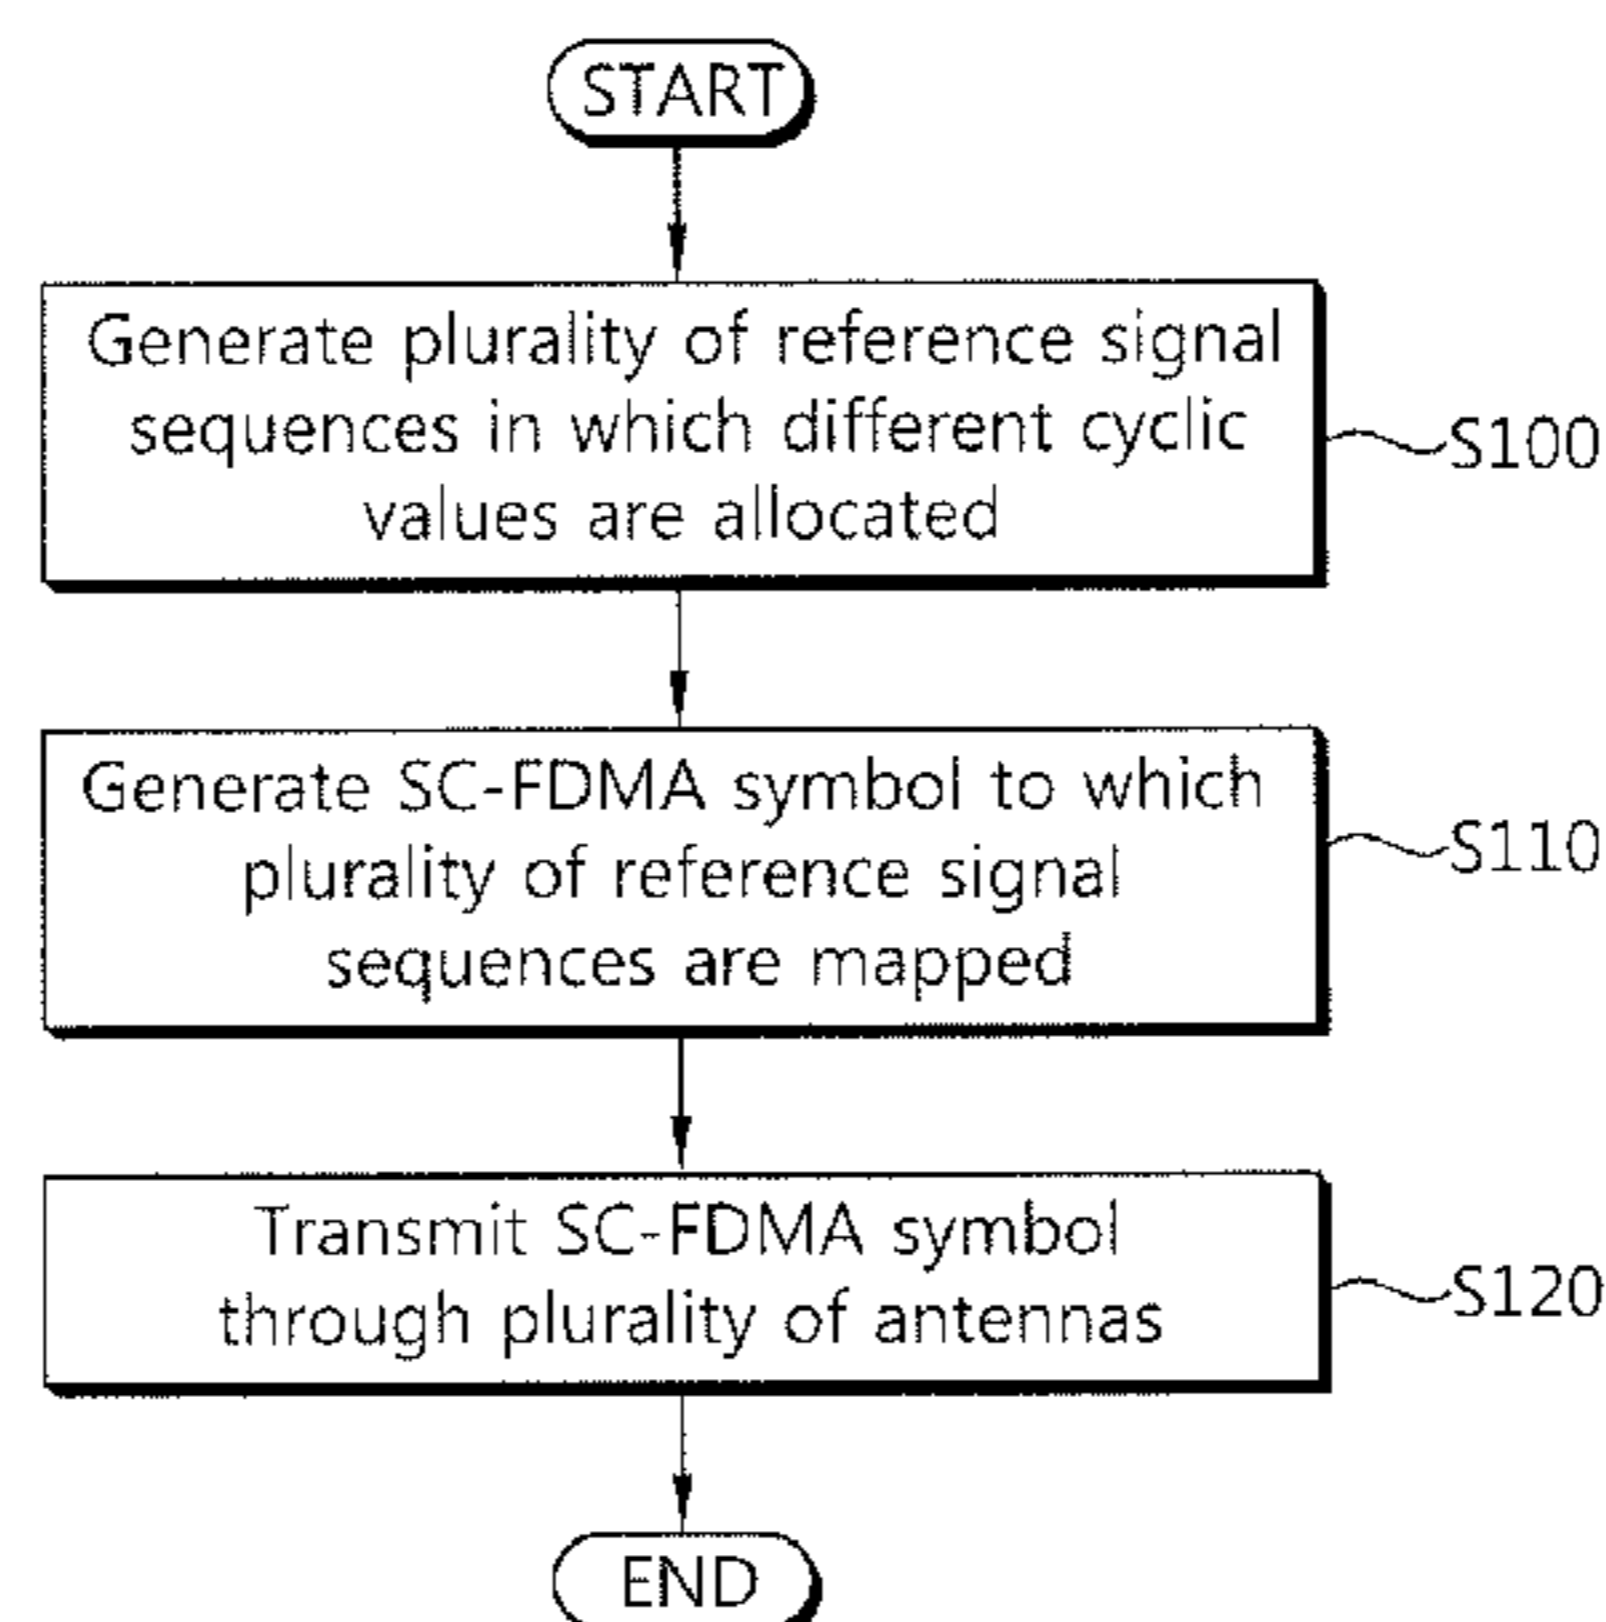 START
Generate plurality of reference signal
sequences in which different cyclic
values are allocated
S100
Generate SC-FDMA symbol to which
plurality of reference signal
sequences are mapped
S110
Transmit SC-FDMA symbol
through plurality of antennas
S120
END